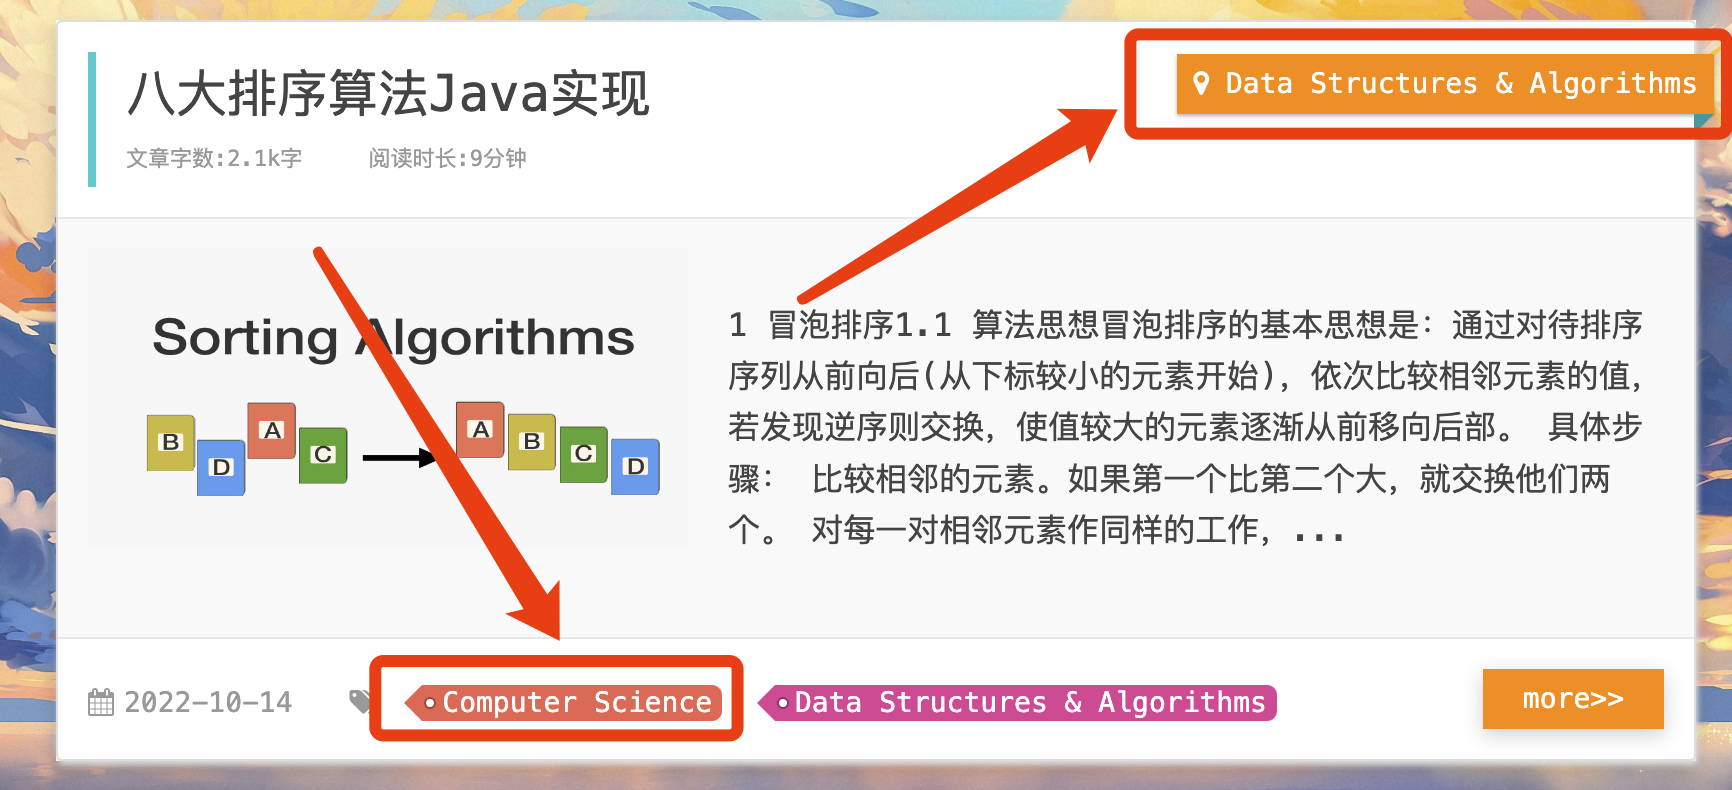 八大排序算法Java实现
Data Structures & Algorithms
文章字数:2.1k字 阅读时长:9分钟
Sorting Algorithms
B D A C A B C D
1 冒泡排序1.1 算法思想冒泡排序的基本思想是：通过对待排序
序列从前向后(从下标较小的元素开始)，依次比较相邻元素的值，
若发现逆序则交换，使值较大的元素逐渐从前移向后部。 具体步
骤： 比较相邻的元素。如果第一个比第二个大，就交换他们两
个。 对每一对相邻元素作同样的工作，...
2022-10-14 Computer Science Data Structures & Algorithms more>>